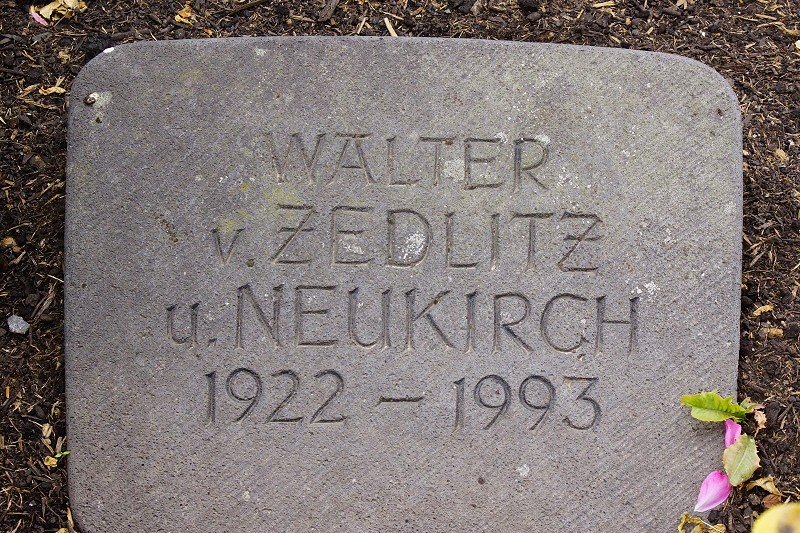 WALTER
v. ZEDLITZ
u. NEUKIRCH
1922 – 1993